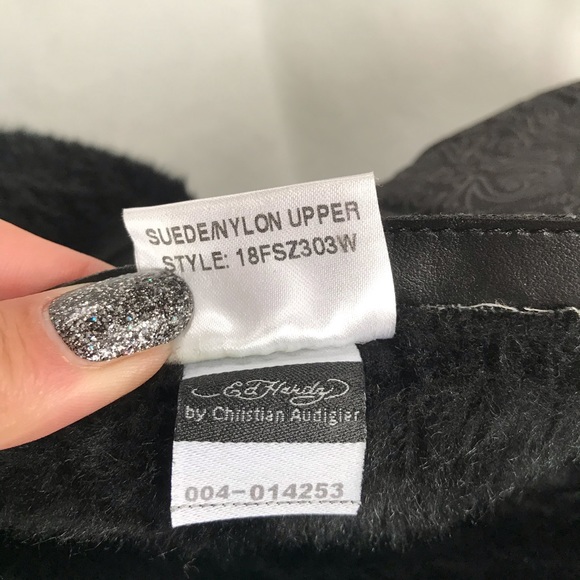 SUEDE/NYLON UPPER
STYLE: 18FSZ303W
Ed Hardy
by Christian Audigier
004-014253